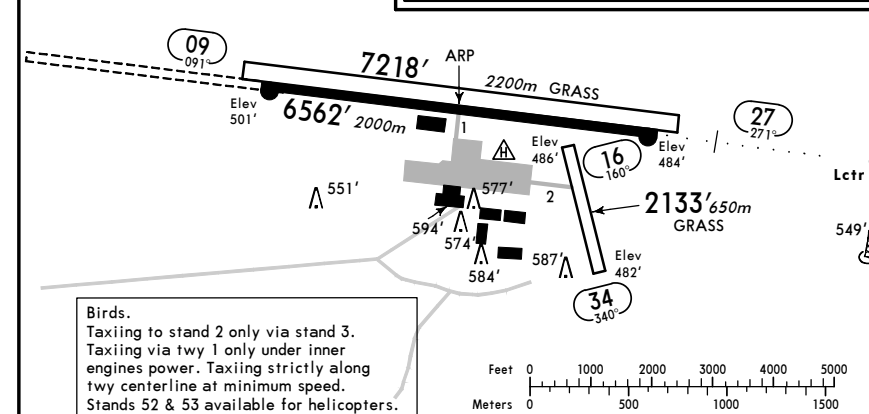 09
091°
7218'
ARP
2200m GRASS
27
271°
Elev
501'
6562' 2000m
1
Elev
486'
H
16
160°
Elev
484'
Lctr
551'
577'
2
2133' 650m
GRASS
594'
574'
549'
584'
587'
Elev
482'
34
340°
Birds.
Taxiing to stand 2 only via stand 3.
Taxiing via twy 1 only under inner
engines power. Taxiing strictly along
twy centerline at minimum speed.
Stands 52 & 53 available for helicopters.
Feet 0 1000 2000 3000 4000 5000
Meters 0 500 1000 1500